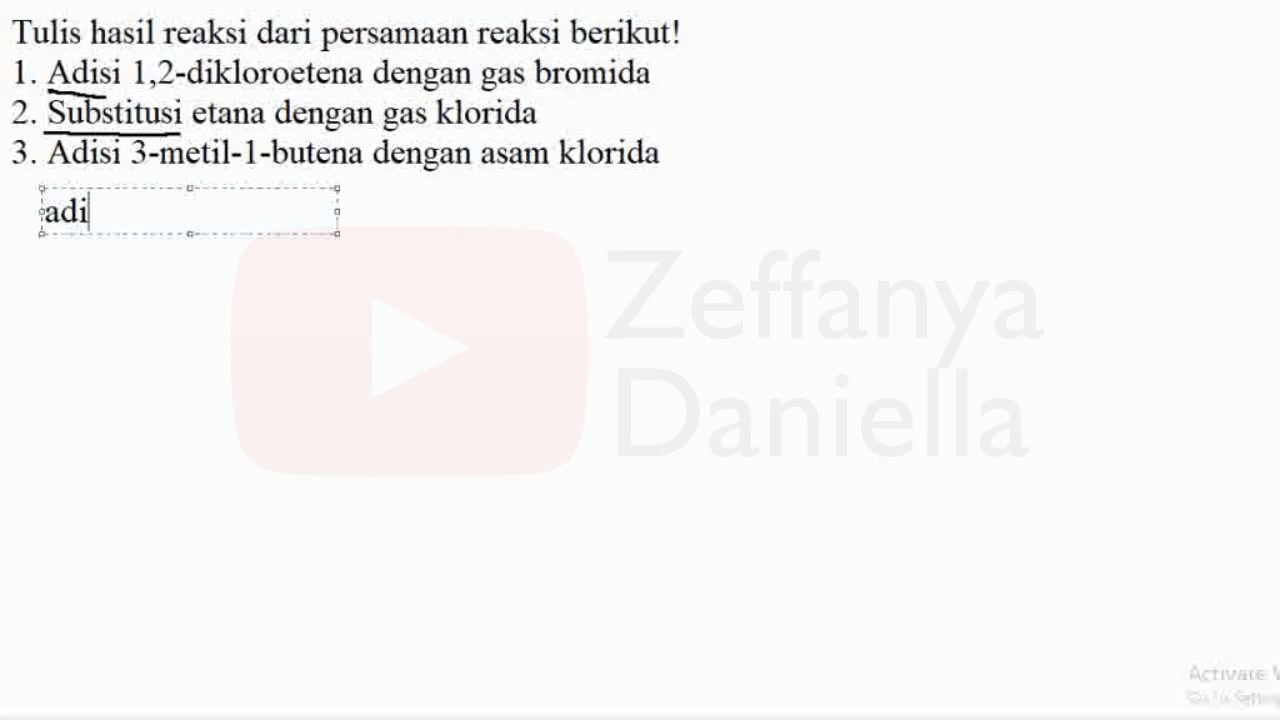 Tulis hasil reaksi dari persamaan reaksi berikut!
1. Adisi 1,2-dikloroetena dengan gas bromida
2. Substitusi etana dengan gas klorida
3. Adisi 3-metil-1-butena dengan asam klorida
adi
Zeffanya
Daniella
Activate